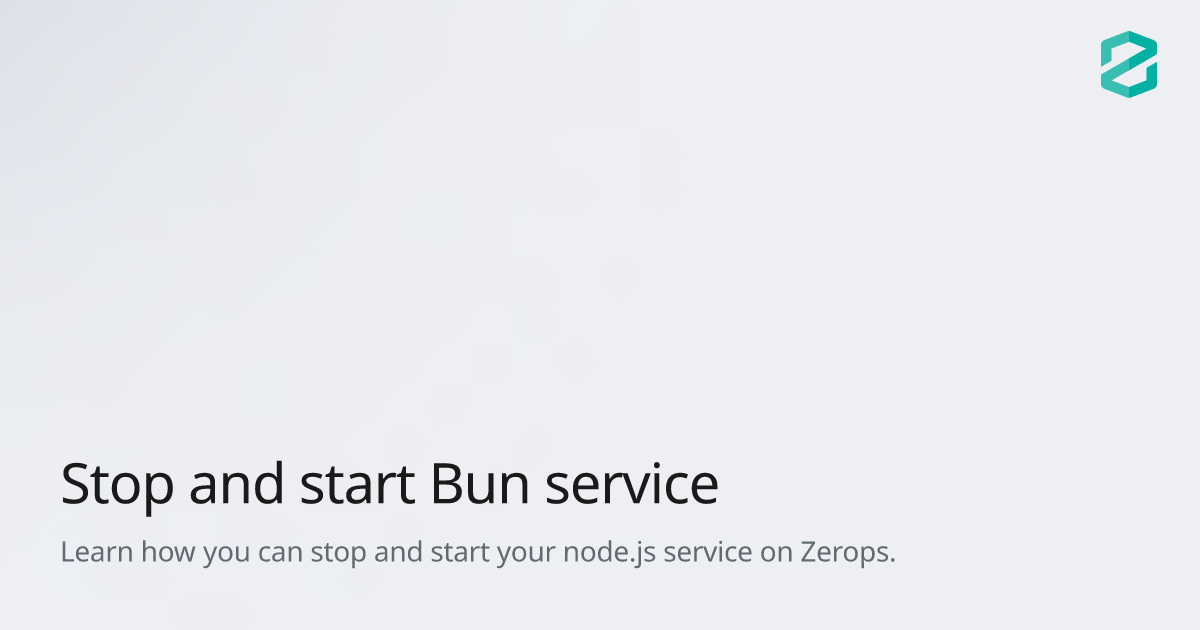 Stop and start Bun service
Learn how you can stop and start your node.js service on Zerops.